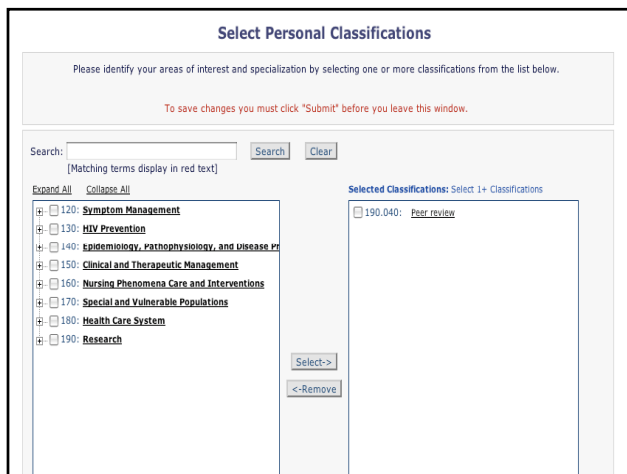 Select Personal Classifications
Please identify your areas of interest and specialization by selecting one or more classifications from the list below.
To save changes you must click "Submit" before you leave this window.
Search: Search Clear
[Matching terms display in red text]
Expand All Collapse All
120: Symptom Management
130: HIV Prevention
140: Epidemiology, Pathophysiology, and Disease Pr
150: Clinical and Therapeutic Management
160: Nursing Phenomena Care and Interventions
170: Special and Vulnerable Populations
180: Health Care System
190: Research
Select->
<-Remove
Selected Classifications: Select 1+ Classifications
190.040: Peer review